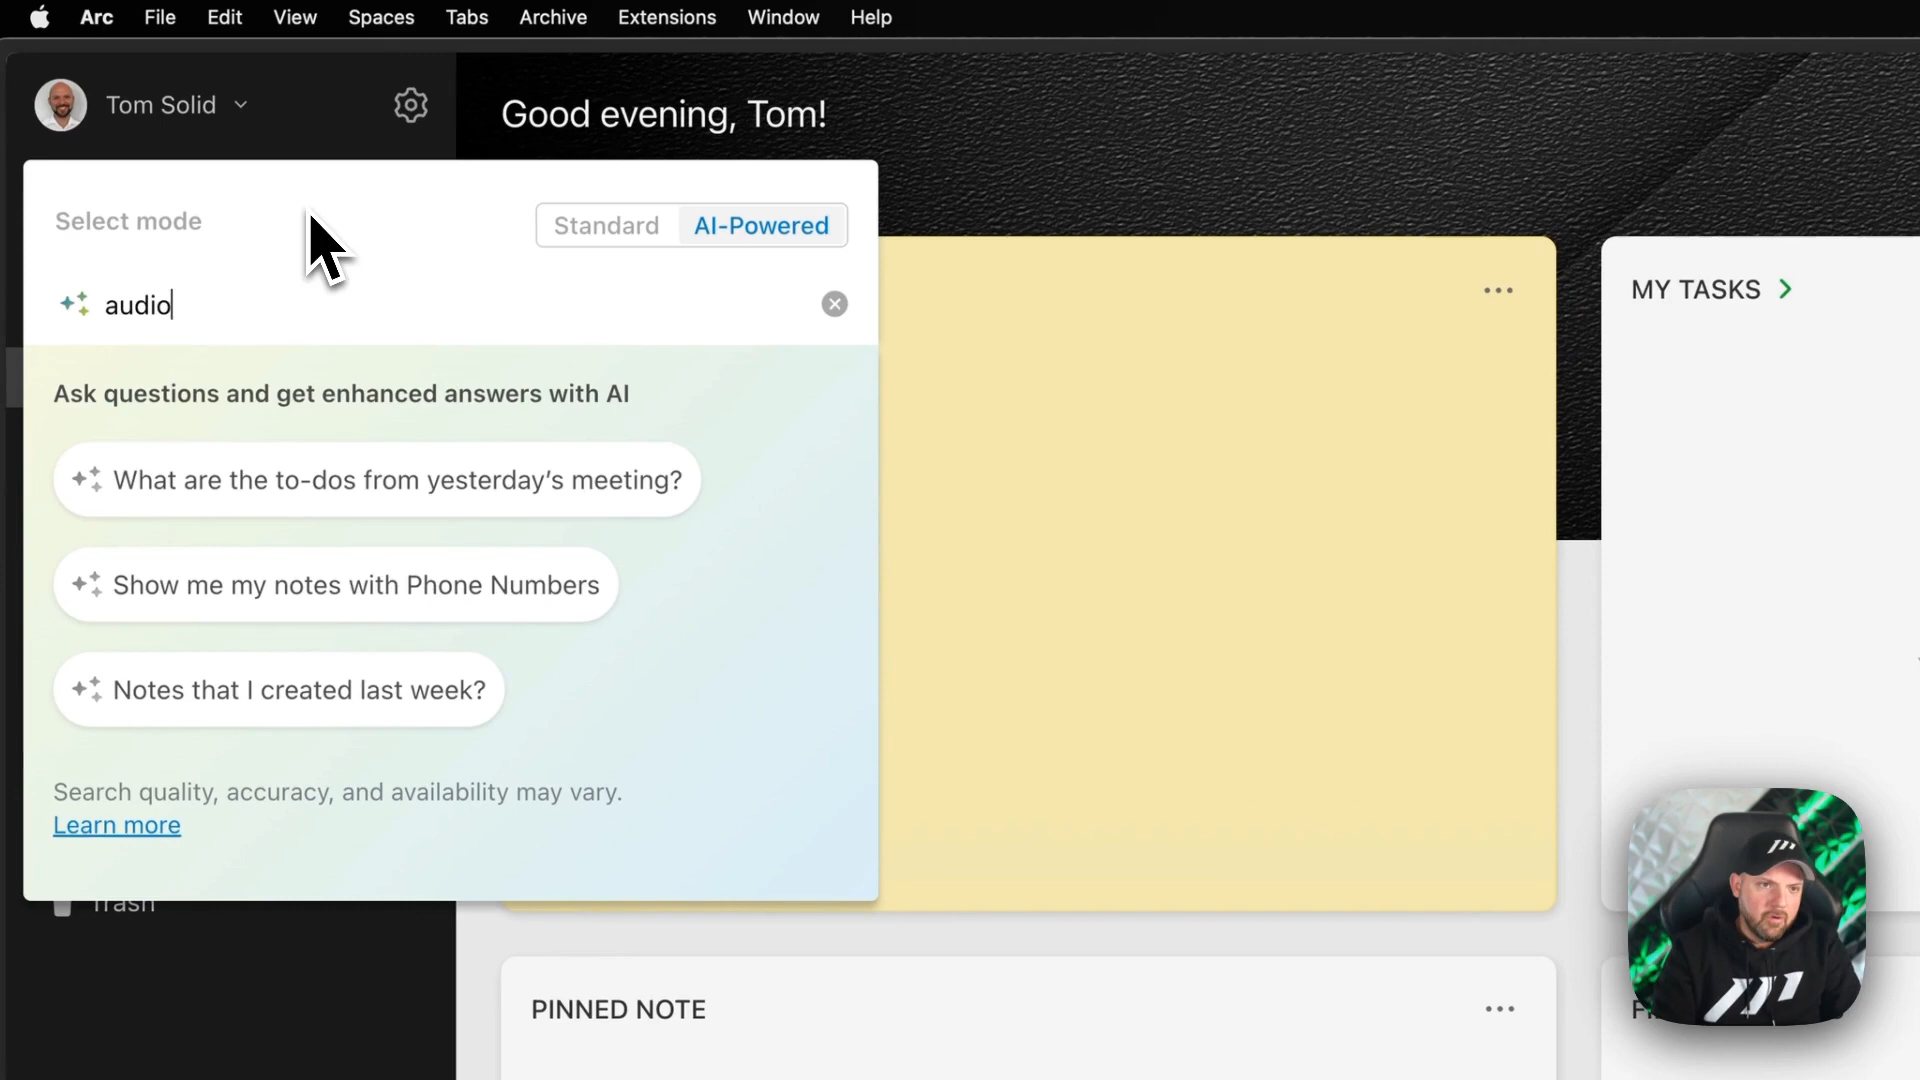 Arc File Edit View Spaces Tabs Archive Extensions Window Help
Tom Solid
Good evening, Tom!
Select mode
Standard AI-Powered
audio
MY TASKS
Ask questions and get enhanced answers with AI
What are the to-dos from yesterday’s meeting?
Show me my notes with Phone Numbers
Notes that I created last week?
Search quality, accuracy, and availability may vary.
Learn more
Trash
PINNED NOTE